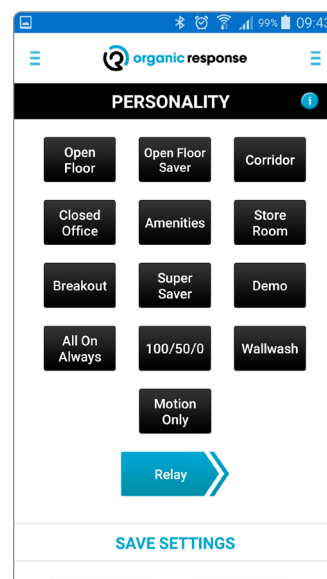 99% 09:43
organic response
PERSONALITY
Open Floor
Open Floor Saver
Corridor
Closed Office
Amenities
Store Room
Breakout
Super Saver
Demo
All On Always
100/50/0
Wallwash
Motion Only
Relay
SAVE SETTINGS